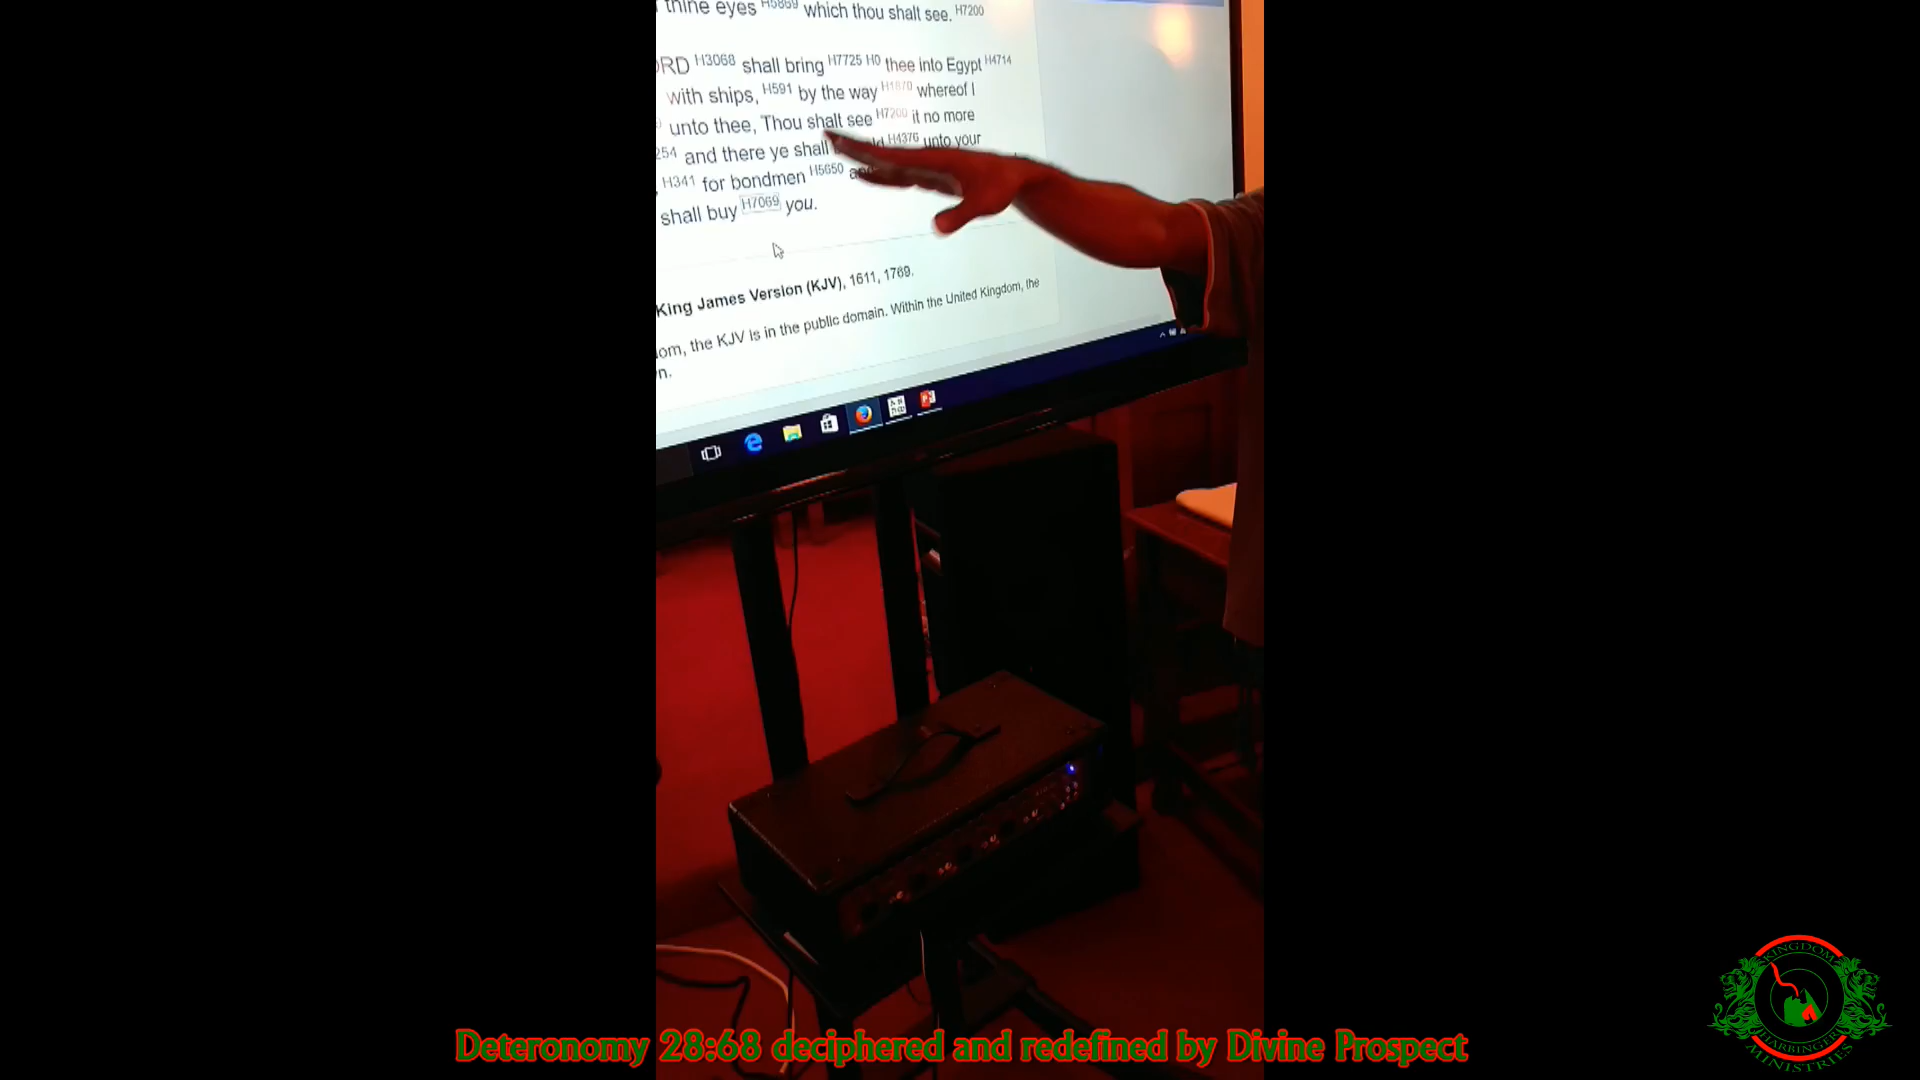 thine eyes H5869 which thou shalt see. H7200
RD H3068 shall bring H7725 H0 thee into Egypt H4714
with ships, H591 by the way H1870 whereof I
unto thee, Thou shalt see H7200 it no more
254 and there ye shall H4376 unto your
H341 for bondmen H5650
shall buy H7069 you.
King James Version (KJV), 1611, 1769.
om, the KJV is in the public domain. Within the United Kingdom, the
n.
Deteronomy 28:68 deciphered and redefined by Divine Prospect
KINGDOM
HARBINGER
MINISTRIES